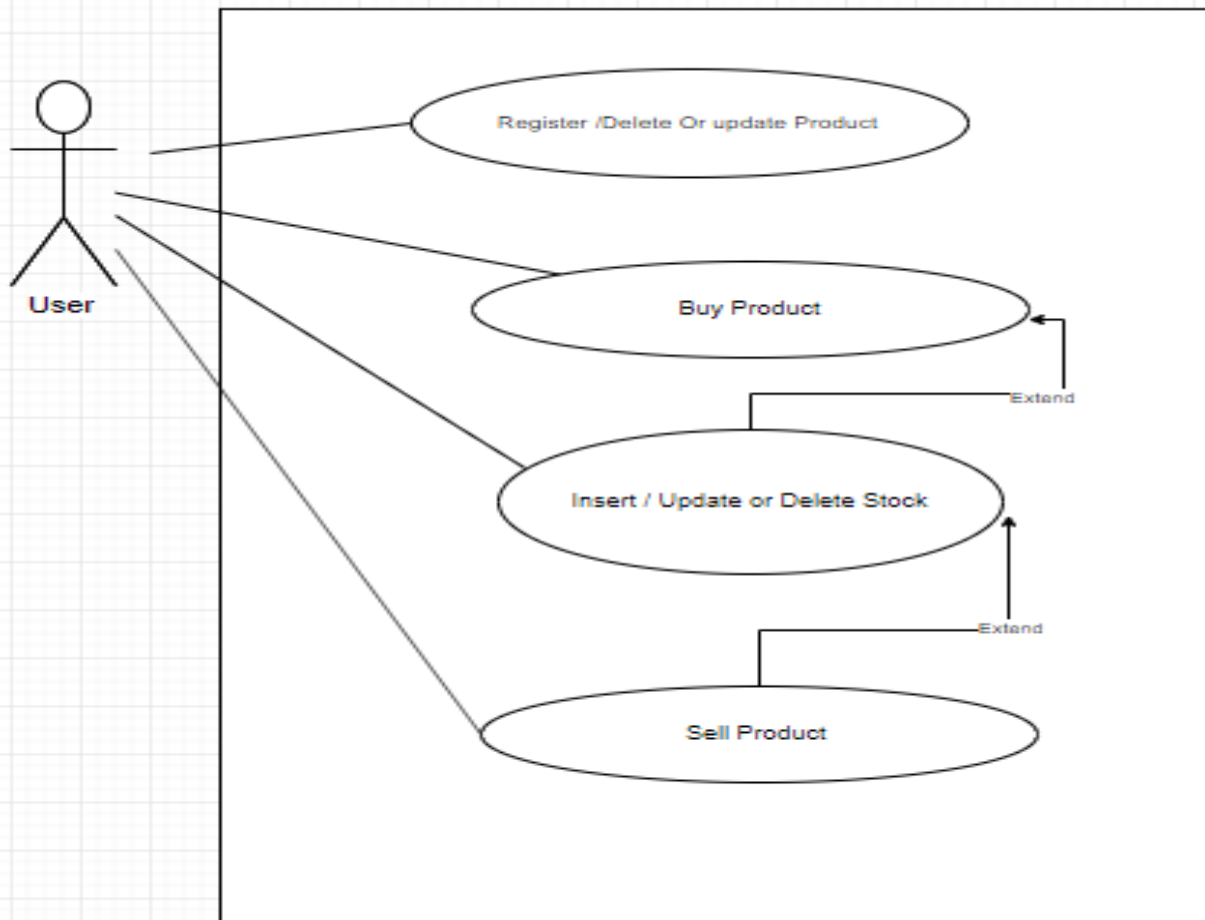 Register /Delete Or update Product
User
Buy Product
Extend
Insert / Update or Delete Stock
Extend
Sell Product